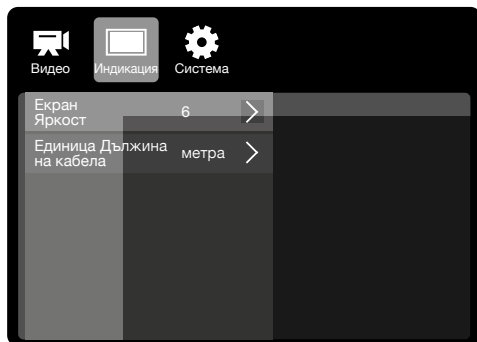 Видео Индикация Система
Екран
Яркост 6
Единица Дължина
на кабела метра